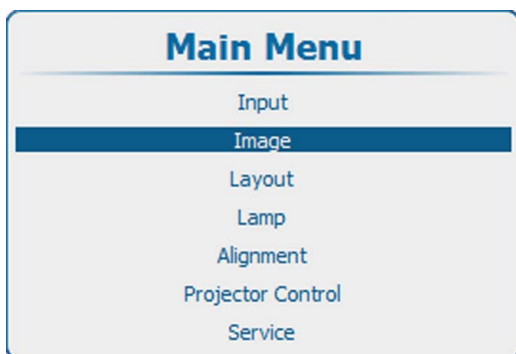 Main Menu
Input
Image
Layout
Lamp
Alignment
Projector Control
Service